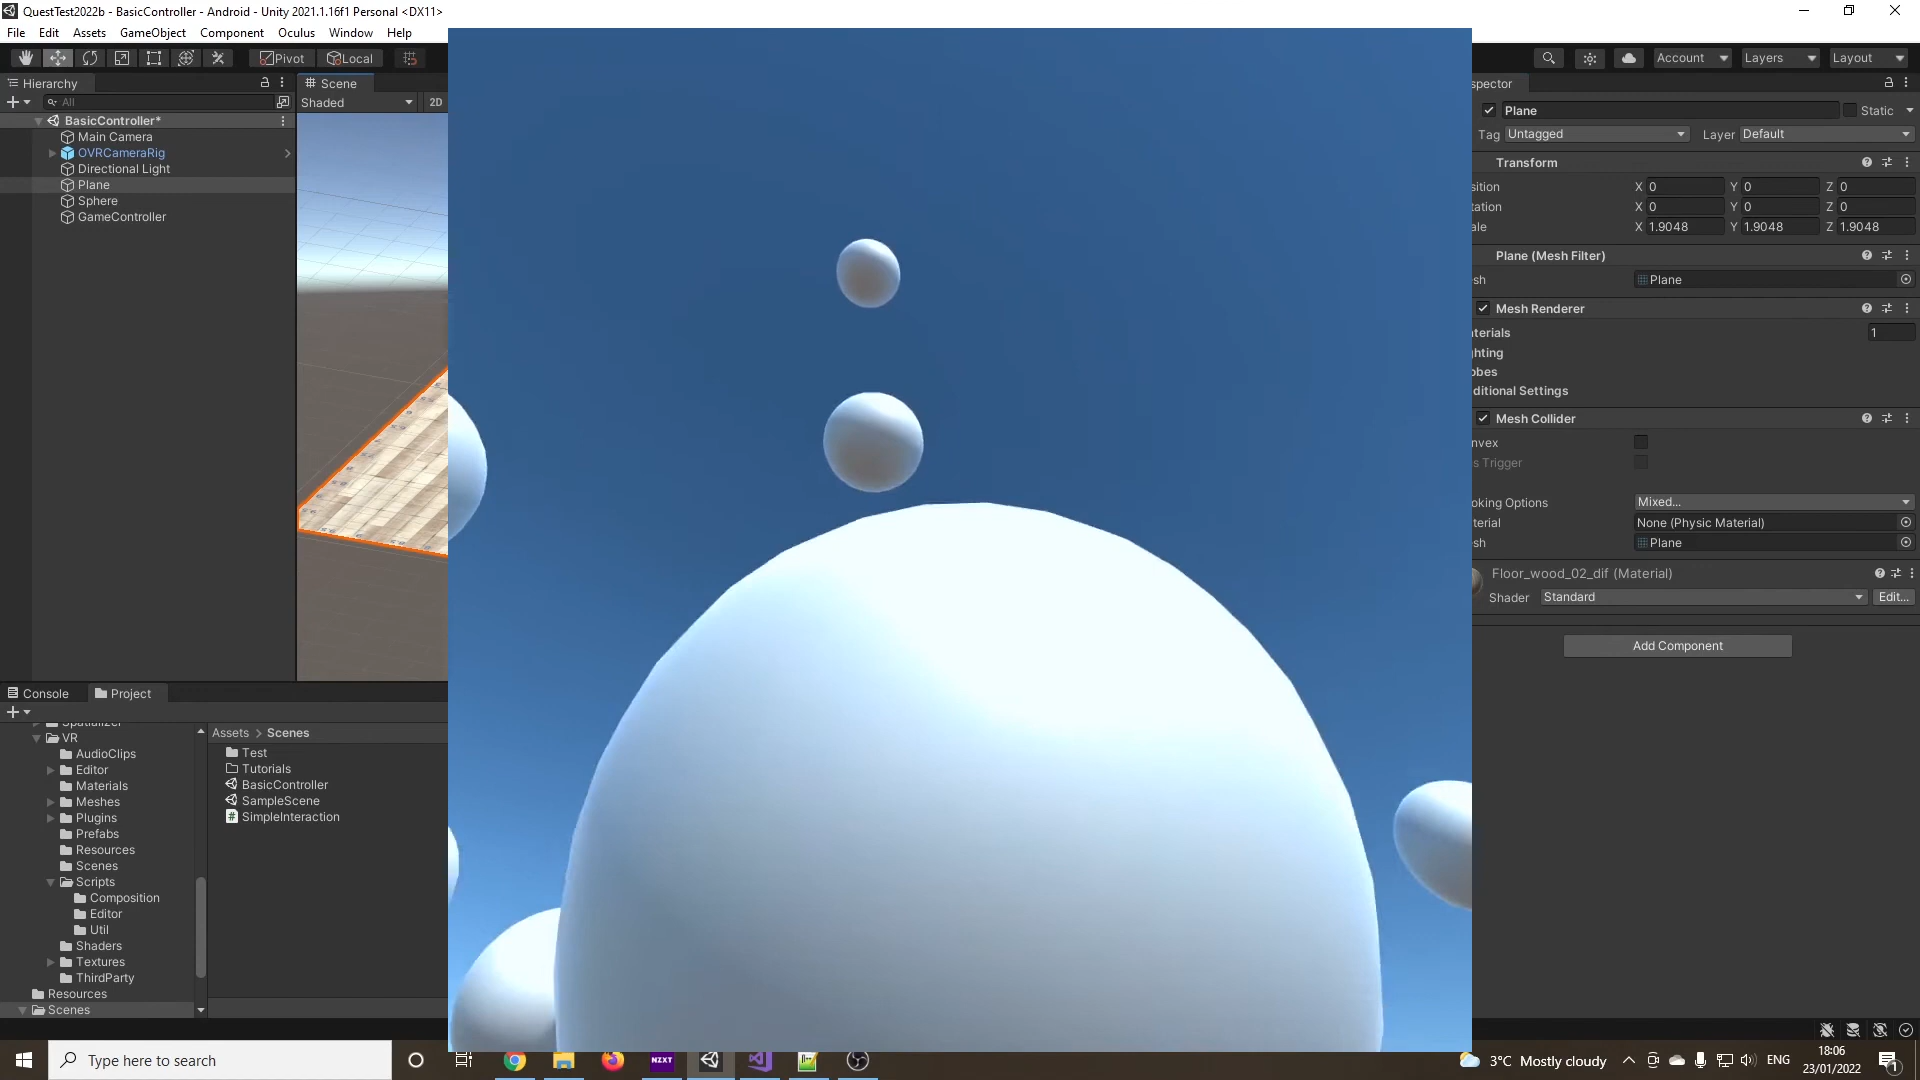 QuestTest2022b - BasicController - Android - Unity 2021.1.16f1 Personal <DX11>
File Edit Assets GameObject Component Oculus Window Help
Pivot Local Account Layers Layout
Hierarchy
All
BasicController*
Main Camera
OVRCameraRig
Directional Light
Plane
Sphere
GameController
Scene
Shaded 2D
spector
Plane Static
Tag Untagged Layer Default
Transform
sition X 0 Y 0 Z 0
tation X 0 Y 0 Z 0
ale X 1.9048 Y 1.9048 Z 1.9048
Plane (Mesh Filter)
sh Plane
Mesh Renderer
terials 1
hting
bes
ditional Settings
Mesh Collider
nvex
s Trigger
oking Options Mixed...
terial None (Physic Material)
sh Plane
Floor_wood_02_dif (Material)
Shader Standard Edit...
Add Component
Console Project
Spatializer
VR
AudioClips
Editor
Materials
Meshes
Plugins
Prefabs
Resources
Scenes
Scripts
Composition
Editor
Util
Shaders
Textures
ThirdParty
Resources
Scenes
Assets > Scenes
Test
Tutorials
BasicController
SampleScene
SimpleInteraction
Type here to search
NZXT
3°C Mostly cloudy
ENG
18:06
23/01/2022
1